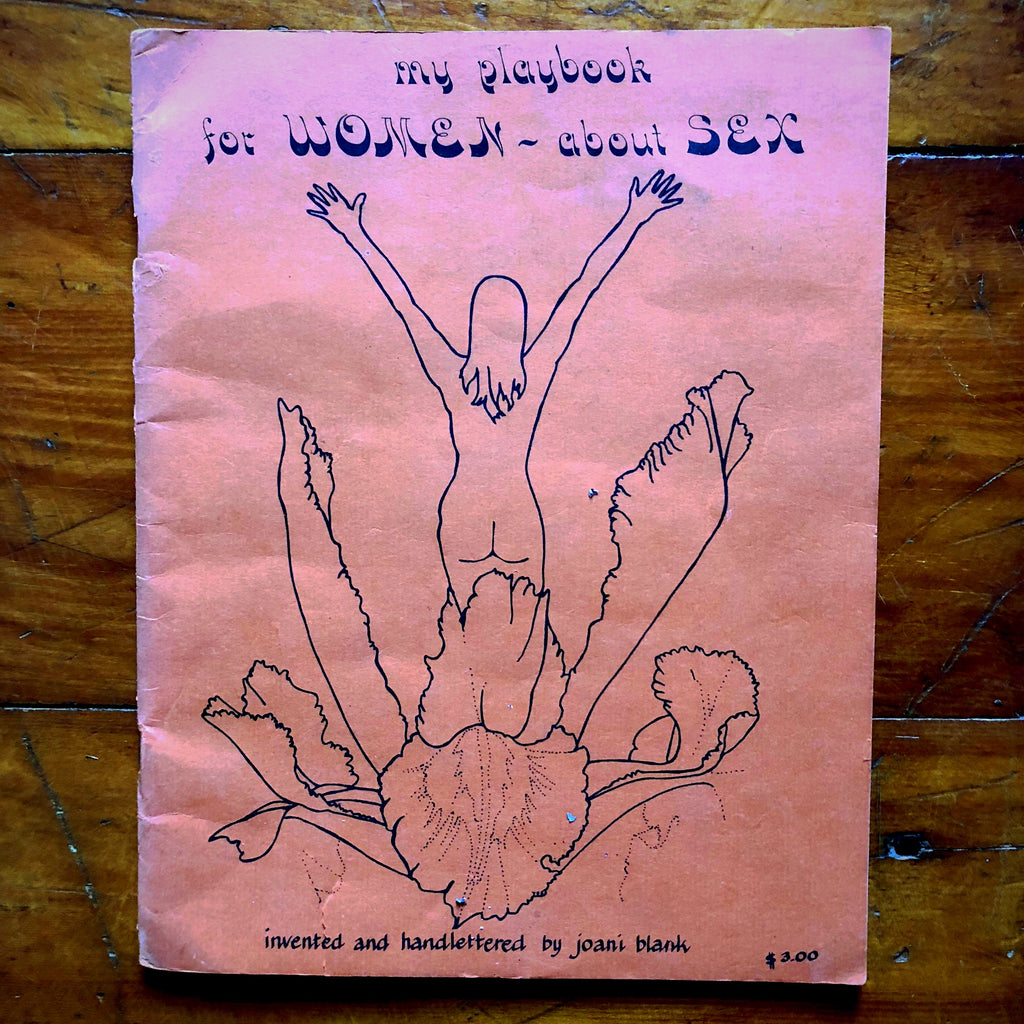 my playbook
for WOMEN ~ about SEX
invented and handlettered by joani blank
$3.00